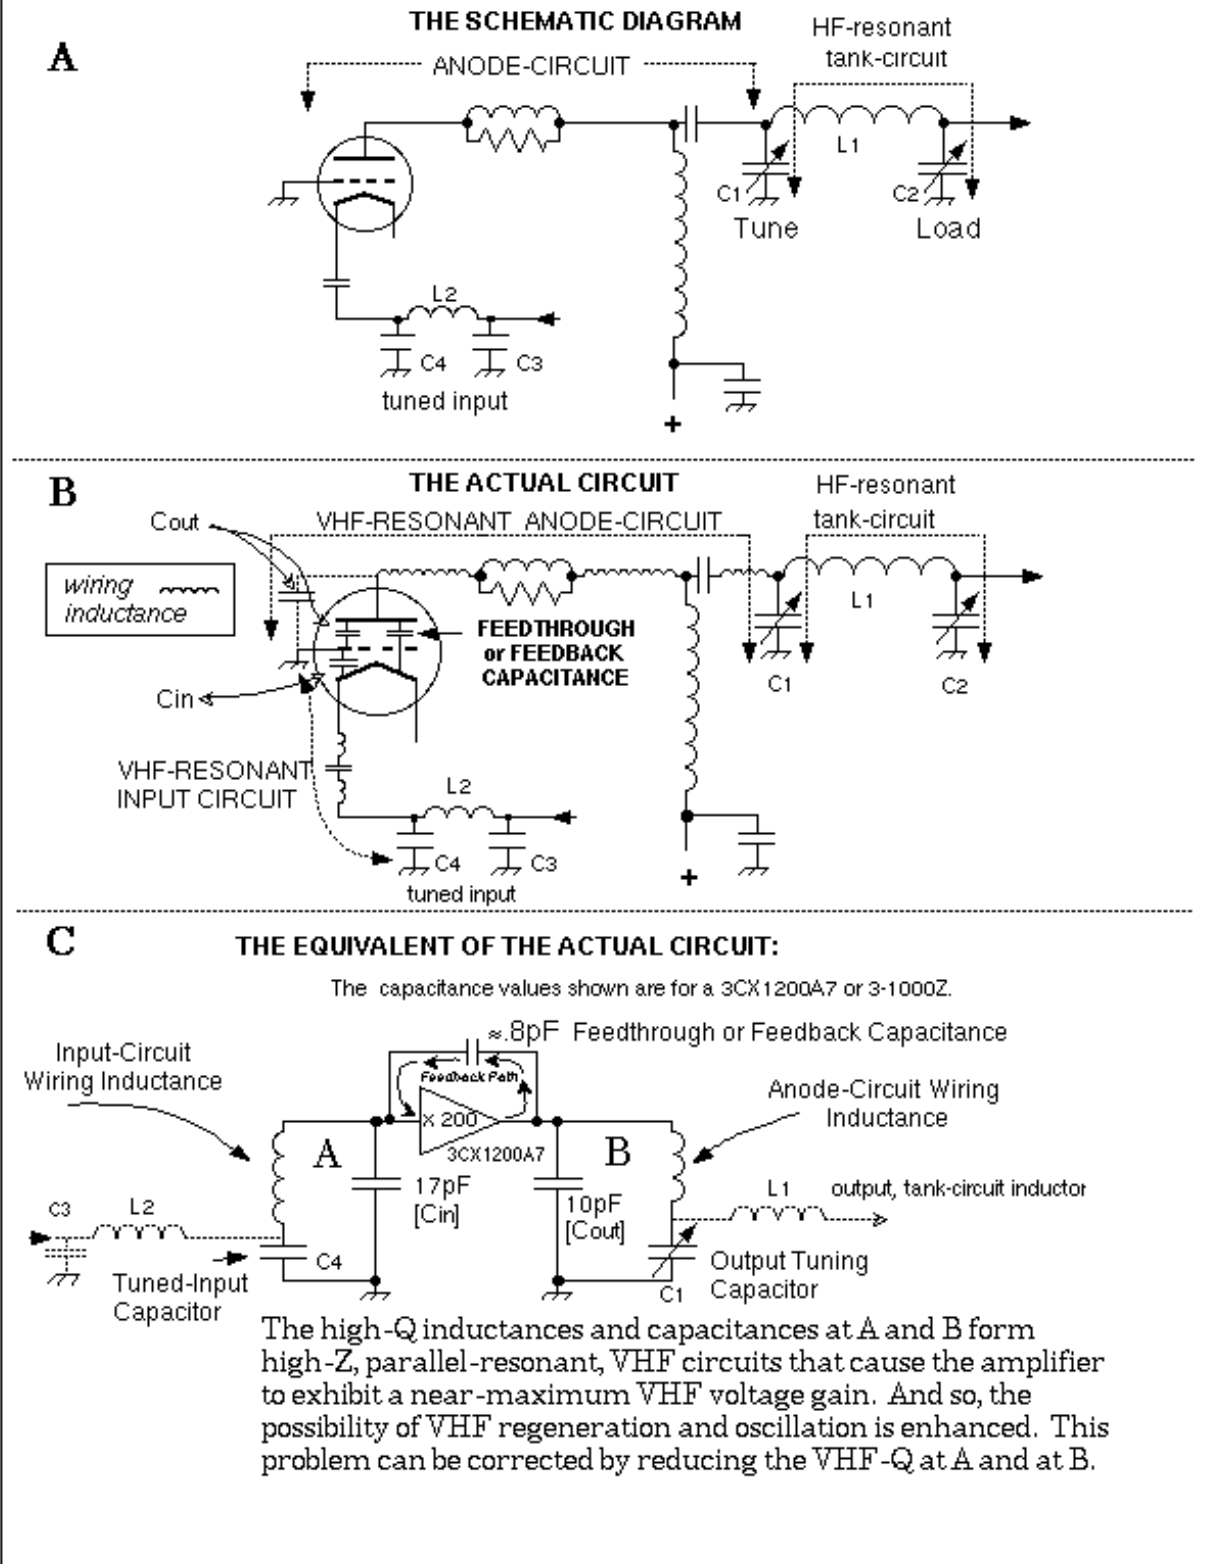 THE SCHEMATIC DIAGRAM
A
HF-resonant
tank-circuit
ANODE-CIRCUIT
L1
C1
C2
Tune
Load
L2
C4
C3
tuned input
+
B
THE ACTUAL CIRCUIT
HF-resonant
tank-circuit
Cout
VHF-RESONANT ANODE-CIRCUIT
wiring
inductance
L1
FEEDTHROUGH
or FEEDBACK
CAPACITANCE
C1
C2
Cin
VHF-RESONANT
INPUT CIRCUIT
L2
C4
C3
tuned input
+
C
THE EQUIVALENT OF THE ACTUAL CIRCUIT:
The capacitance values shown are for a 3CX1200A7 or 3-1000Z.
≈.8pF Feedthrough or Feedback Capacitance
Input-Circuit
Wiring Inductance
Feedback Path
Anode-Circuit Wiring
Inductance
A
X 200
3CX1200A7
B
17pF
[Cin]
10pF
[Cout]
C3
L2
L1
output, tank-circuit inductor
C4
Tuned-Input
Capacitor
C1
Output Tuning
Capacitor
The high-Q inductances and capacitances at A and B form
high-Z, parallel-resonant, VHF circuits that cause the amplifier
to exhibit a near-maximum VHF voltage gain. And so, the
possibility of VHF regeneration and oscillation is enhanced. This
problem can be corrected by reducing the VHF-Q at A and at B.